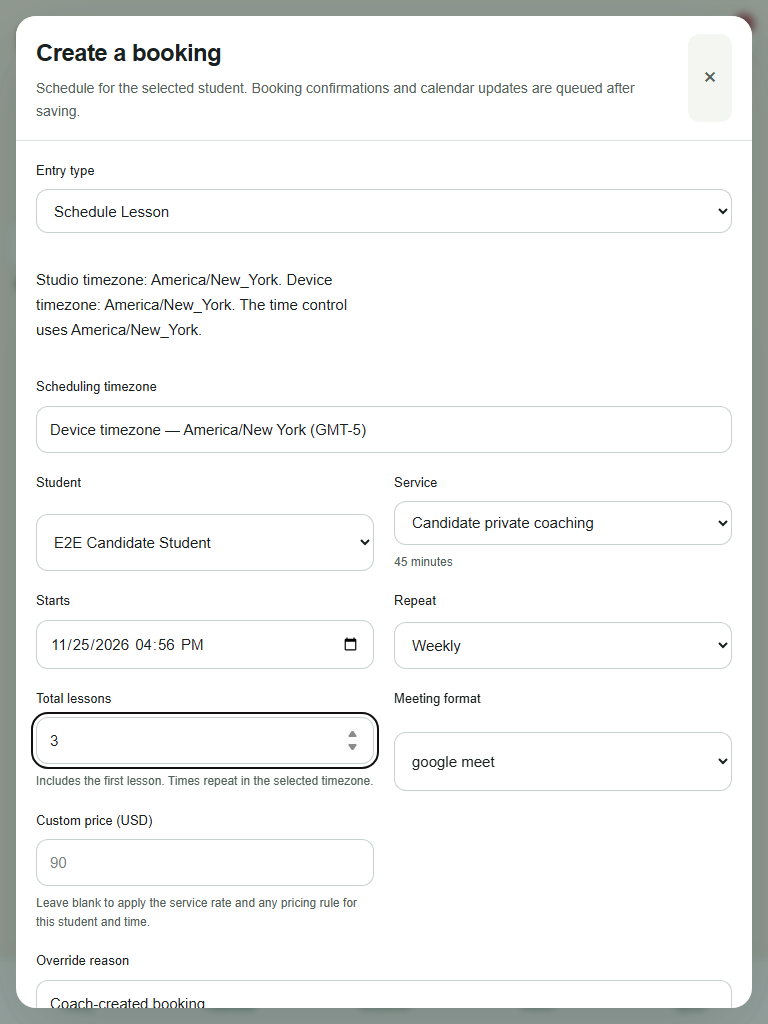 Create a booking
Schedule for the selected student. Booking confirmations and calendar updates are queued after
saving.
×
Entry type
Schedule Lesson
Studio timezone: America/New_York. Device
timezone: America/New_York. The time control
uses America/New_York.
Scheduling timezone
Device timezone — America/New York (GMT-5)
Student
Service
E2E Candidate Student
Candidate private coaching
45 minutes
Starts
Repeat
11/25/2026 04:56 PM
Weekly
Total lessons
Meeting format
3
google meet
Includes the first lesson. Times repeat in the selected timezone.
Custom price (USD)
90
Leave blank to apply the service rate and any pricing rule for
this student and time.
Override reason
Coach-created booking